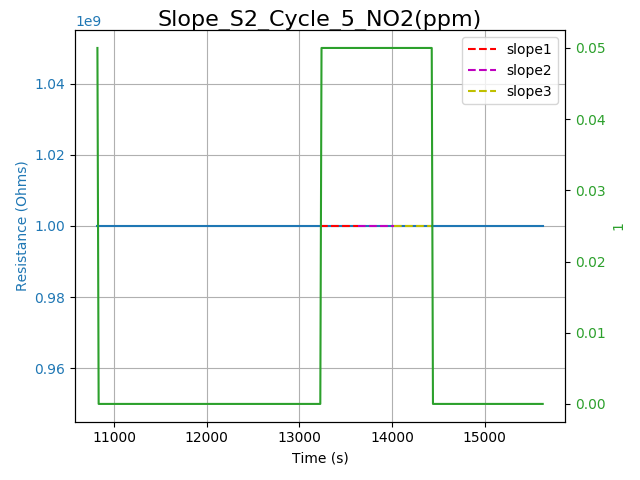 Slope_S2_Cycle_5_NO2(ppm)
1e9
slope1
slope2
slope3
1.04
1.02
1.00
0.98
0.96
Resistance (Ohms)
0.05
0.04
0.03
0.02
0.01
0.00
1
11000 12000 13000 14000 15000
Time (s)